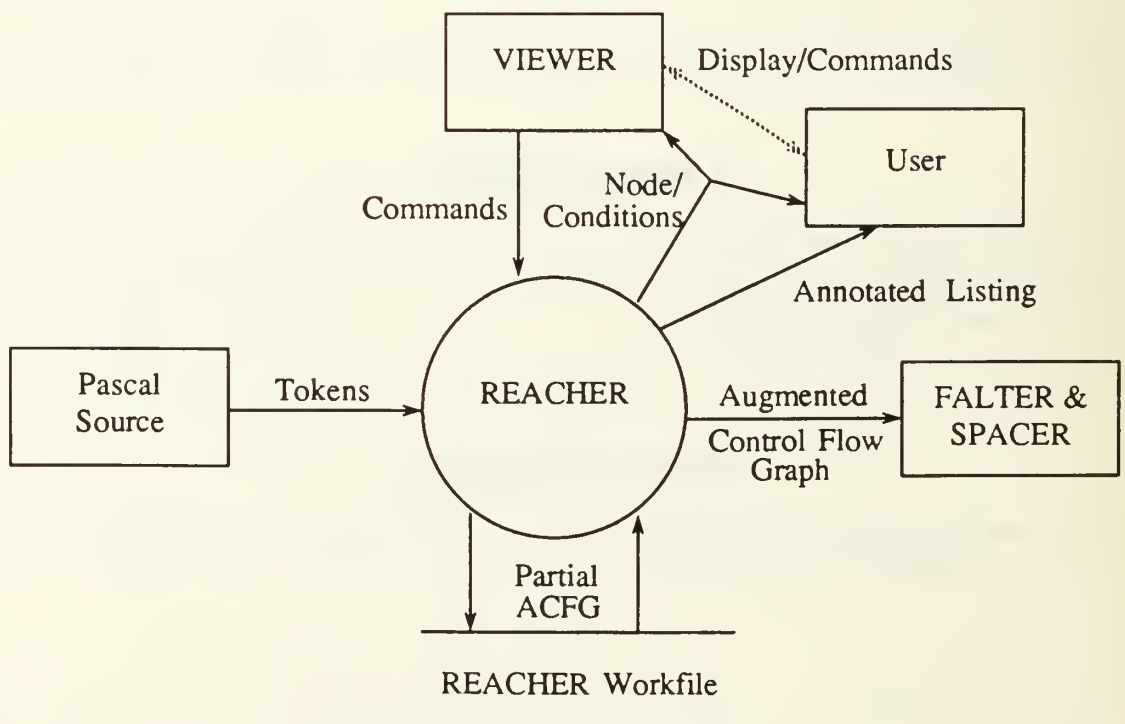 VIEWER
Display/Commands
User
Commands
Node/
Conditions
Annotated Listing
Pascal
Source
Tokens
REACHER
Augmented
Control Flow
Graph
FALTER &
SPACER
Partial
ACFG
REACHER Workfile